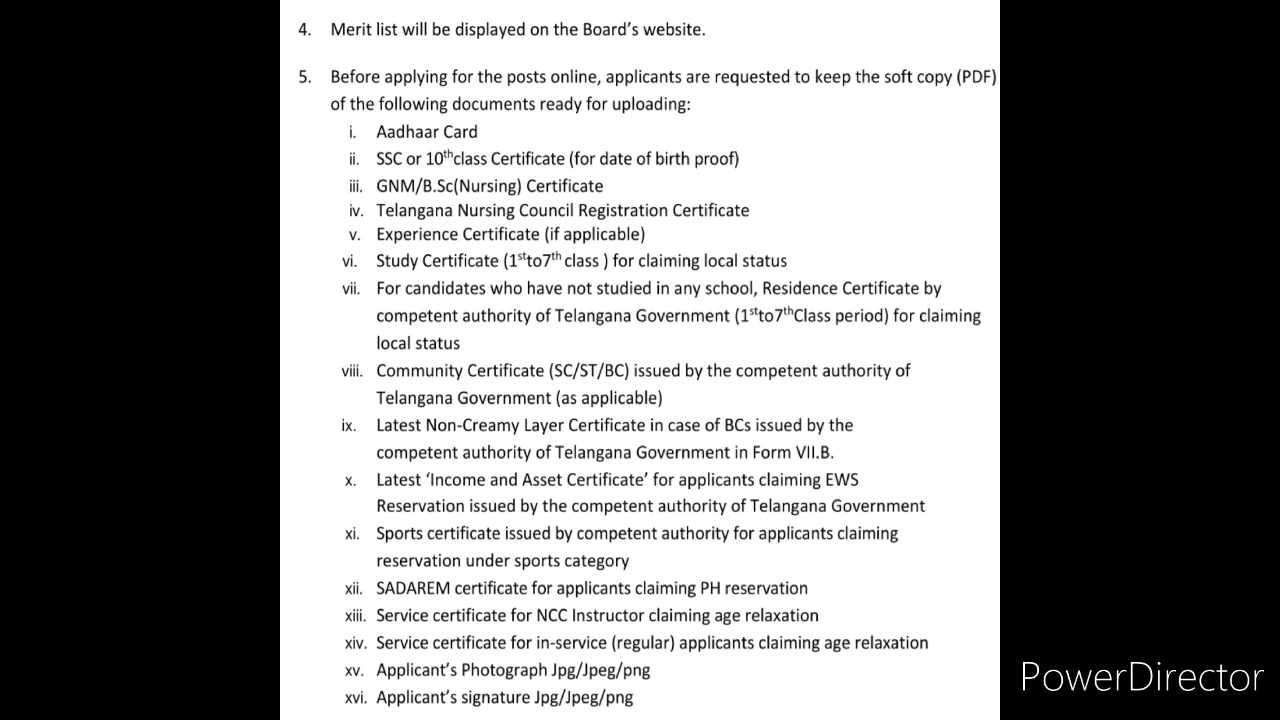 4. Merit list will be displayed on the Board's website.
5. Before applying for the posts online, applicants are requested to keep the soft copy (PDF)
of the following documents ready for uploading:
i. Aadhaar Card
ii. SSC or 10thclass Certificate (for date of birth proof)
iii. GNM/B.Sc(Nursing) Certificate
iv. Telangana Nursing Council Registration Certificate
v. Experience Certificate (if applicable)
vi. Study Certificate (1stto7th class ) for claiming local status
vii. For candidates who have not studied in any school, Residence Certificate by
competent authority of Telangana Government (1stto7thClass period) for claiming
local status
viii. Community Certificate (SC/ST/BC) issued by the competent authority of
Telangana Government (as applicable)
ix. Latest Non-Creamy Layer Certificate in case of BCs issued by the
competent authority of Telangana Government in Form VII.B.
x. Latest 'Income and Asset Certificate' for applicants claiming EWS
Reservation issued by the competent authority of Telangana Government
xi. Sports certificate issued by competent authority for applicants claiming
reservation under sports category
xii. SADAREM certificate for applicants claiming PH reservation
xiii. Service certificate for NCC Instructor claiming age relaxation
xiv. Service certificate for in-service (regular) applicants claiming age relaxation
xv. Applicant's Photograph Jpg/Jpeg/png
xvi. Applicant's signature Jpg/Jpeg/png
PowerDirector